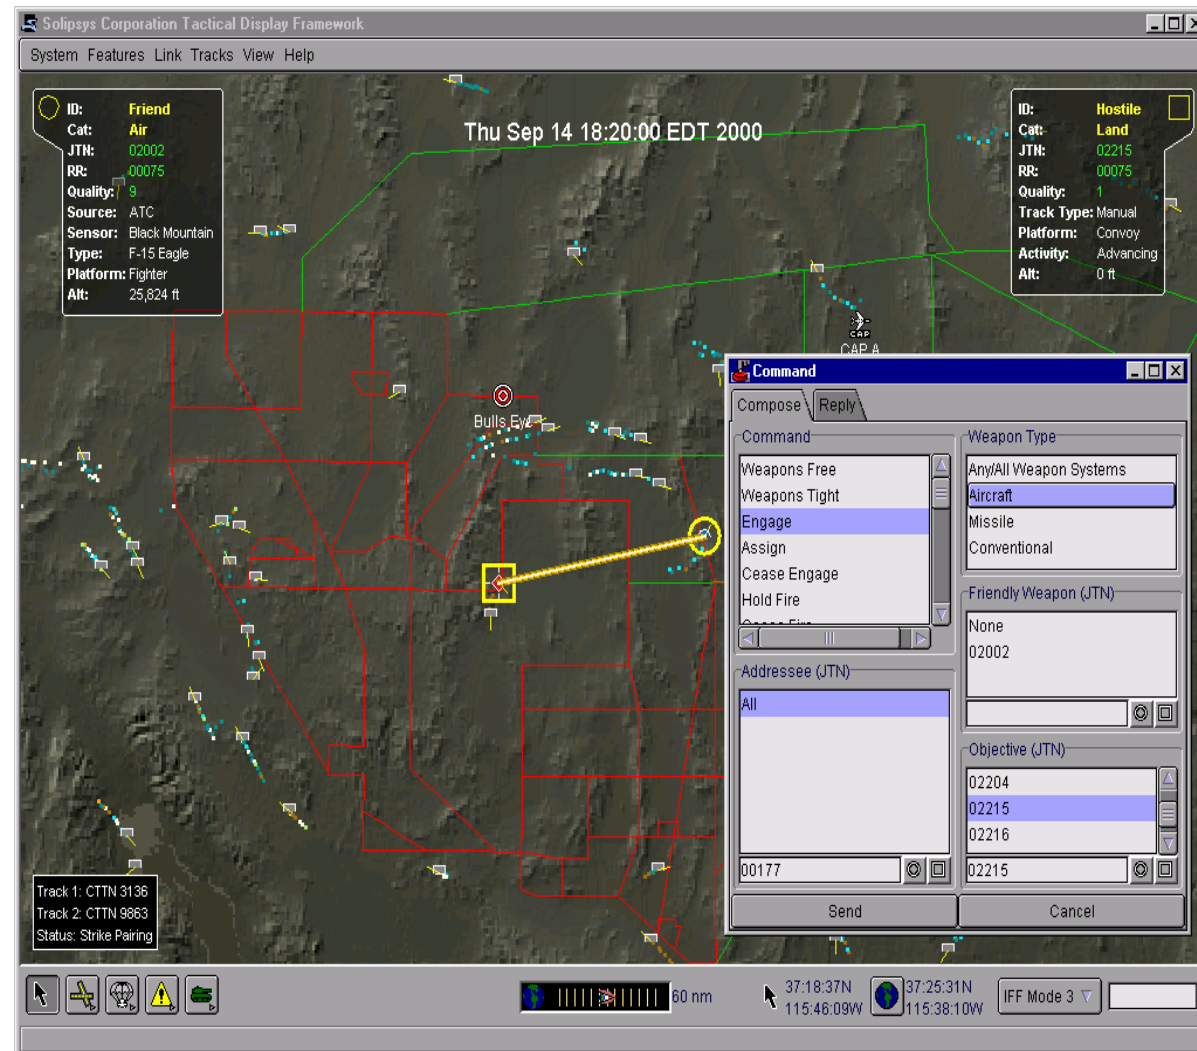 Solipsys Corporation Tactical Display Framework
System Features Link Tracks View Help
Thu Sep 14 18:20:00 EDT 2000
ID: Friend
Cat: Air
JTN: 02002
RR: 00075
Quality: 9
Source: ATC
Sensor: Black Mountain
Type: F-15 Eagle
Platform: Fighter
Alt: 25,824 ft
ID: Hostile
Cat: Land
JTN: 02215
RR: 00075
Quality: 1
Track Type: Manual
Platform: Convoy
Activity: Advancing
Alt: 0 ft
CAP
CAP A
Bulls Eye
Command
Compose Reply
Command
Weapons Free
Weapons Tight
Engage
Assign
Cease Engage
Hold Fire
Cease Fire
Weapon Type
Any/All Weapon Systems
Aircraft
Missile
Conventional
Friendly Weapon (JTN)
None
02002
Addressee (JTN)
All
00177
Objective (JTN)
02204
02215
02216
02215
Send Cancel
Track 1: CTTN 3136
Track 2: CTTN 9863
Status: Strike Pairing
60 nm
37:18:37N
115:46:09W
37:25:31N
115:38:10W
IFF Mode 3